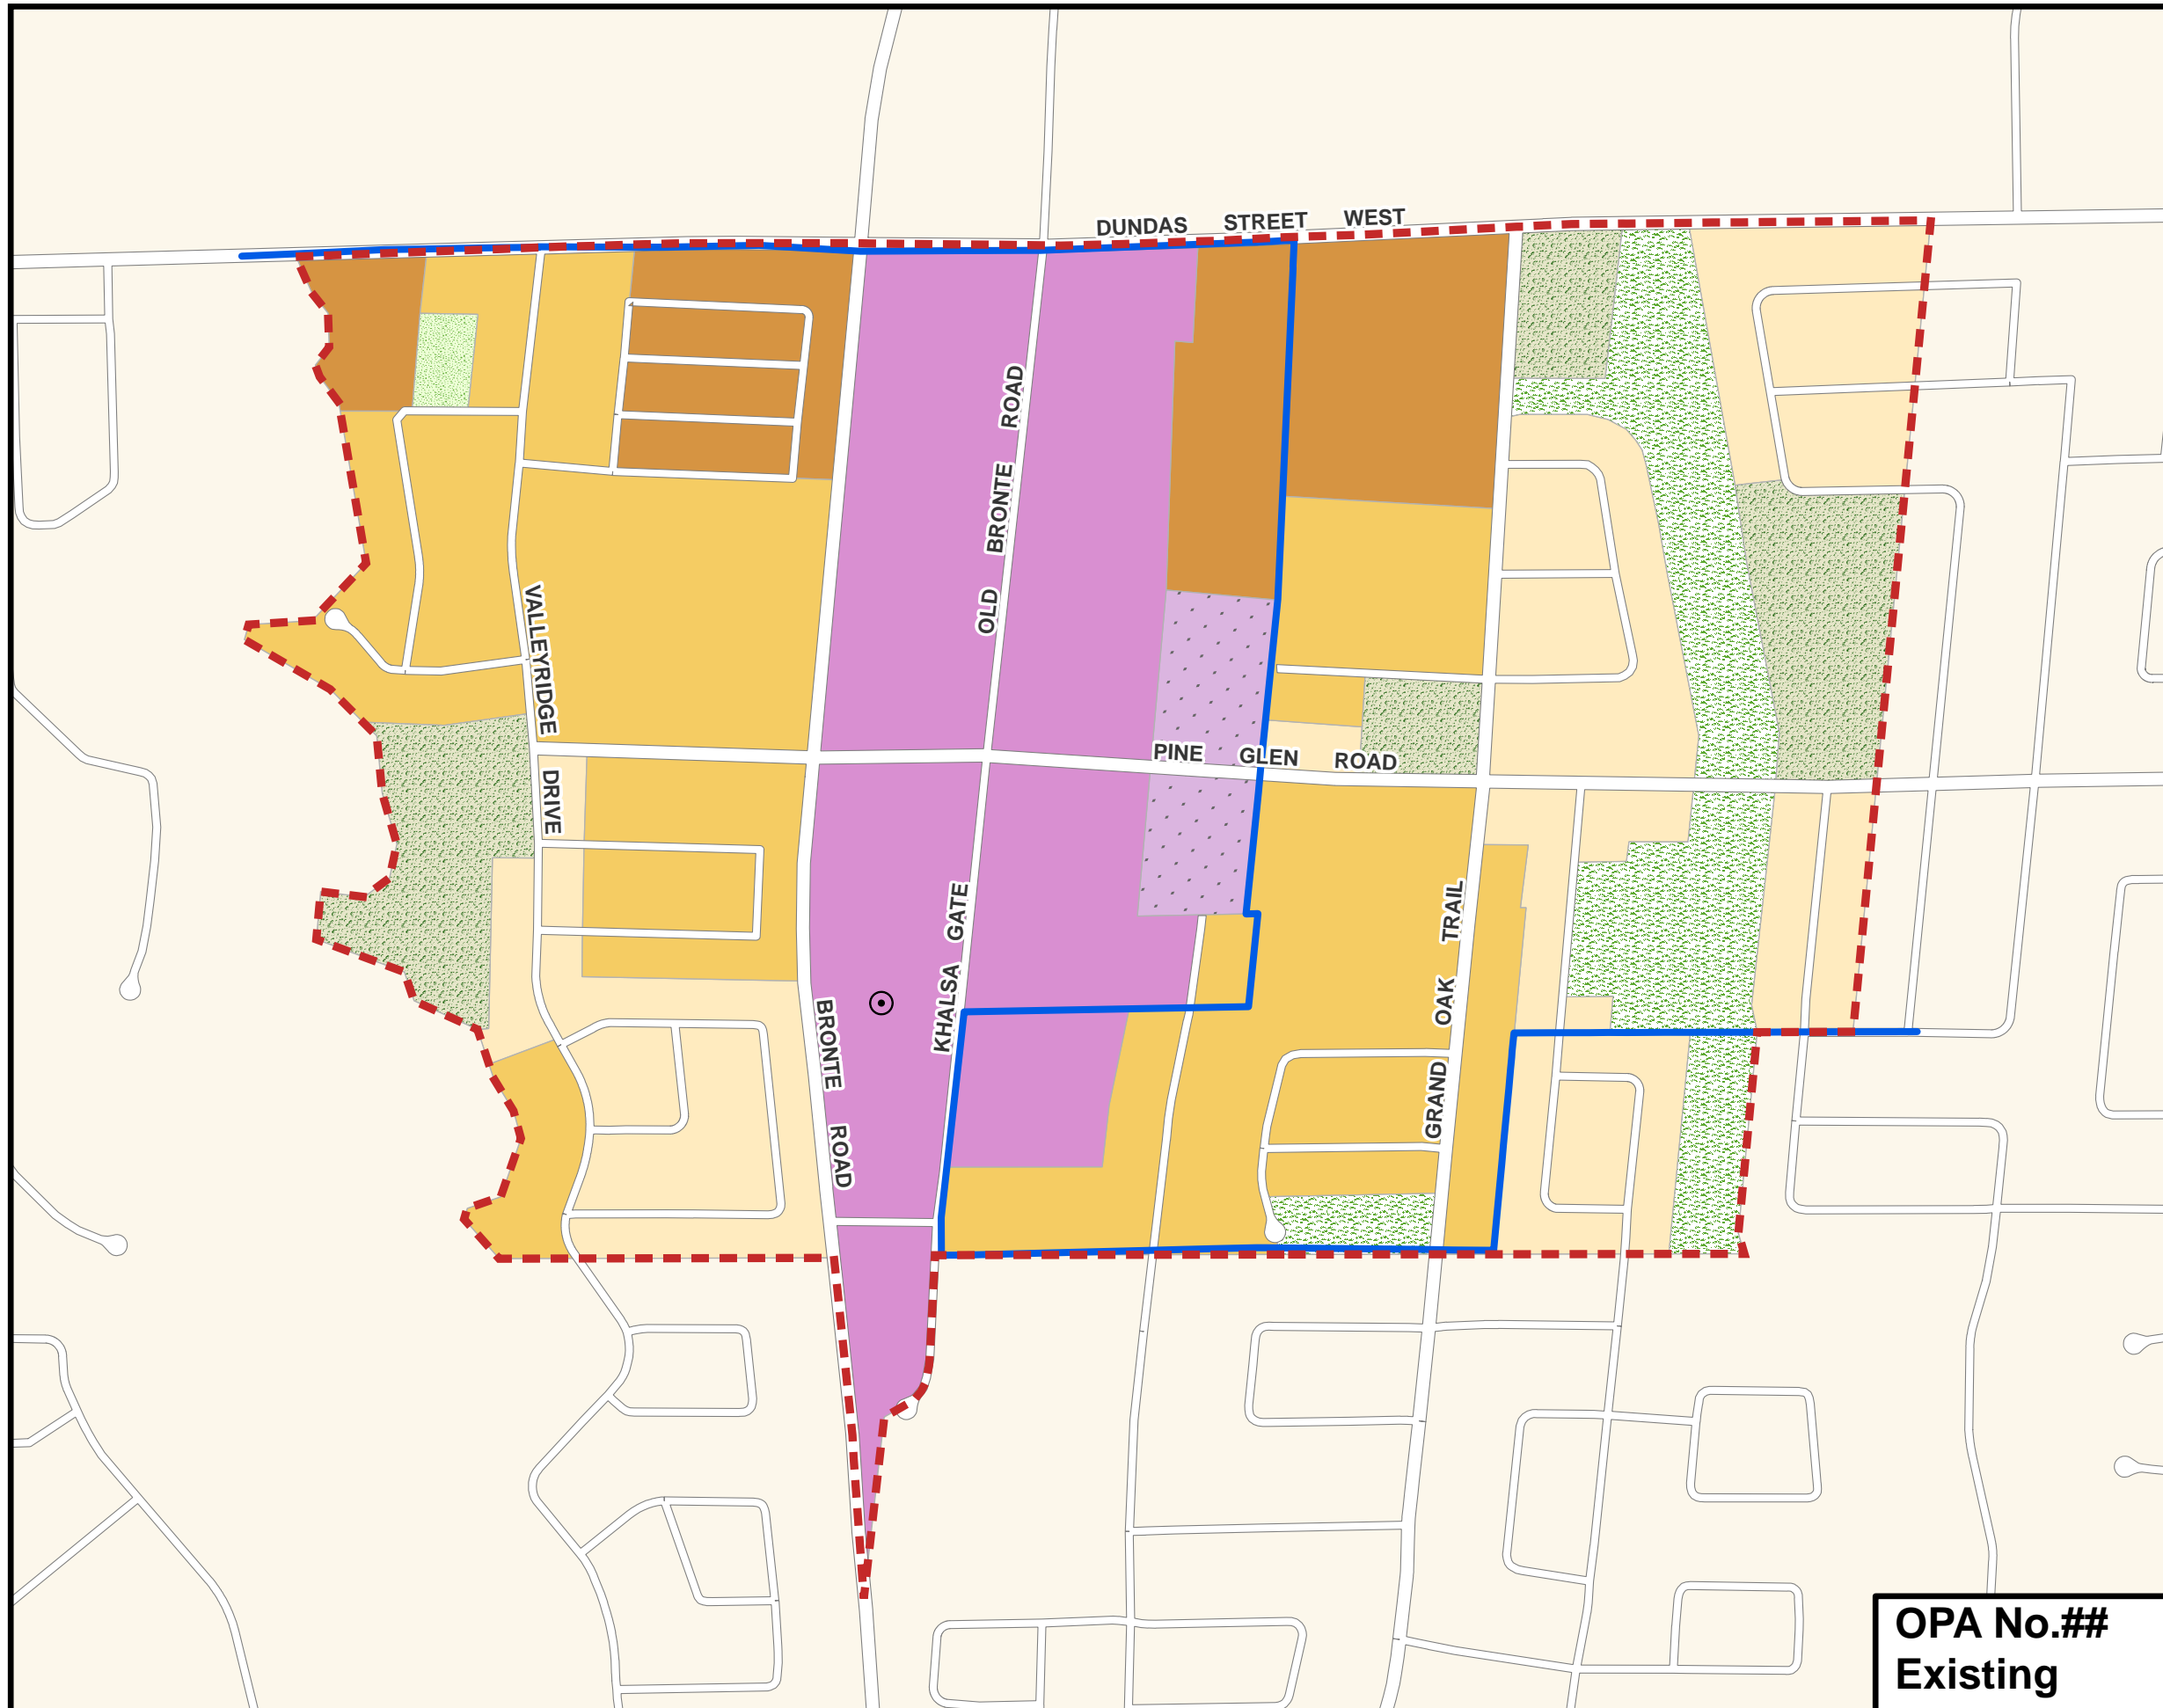 DUNDAS STREET WEST
OLD BRONTE ROAD
VALLEYRIDGE DRIVE
PINE GLEN ROAD
KHALSA GATE
BRONTE ROAD
GRAND OAK TRAIL
OPA No.##
Existing